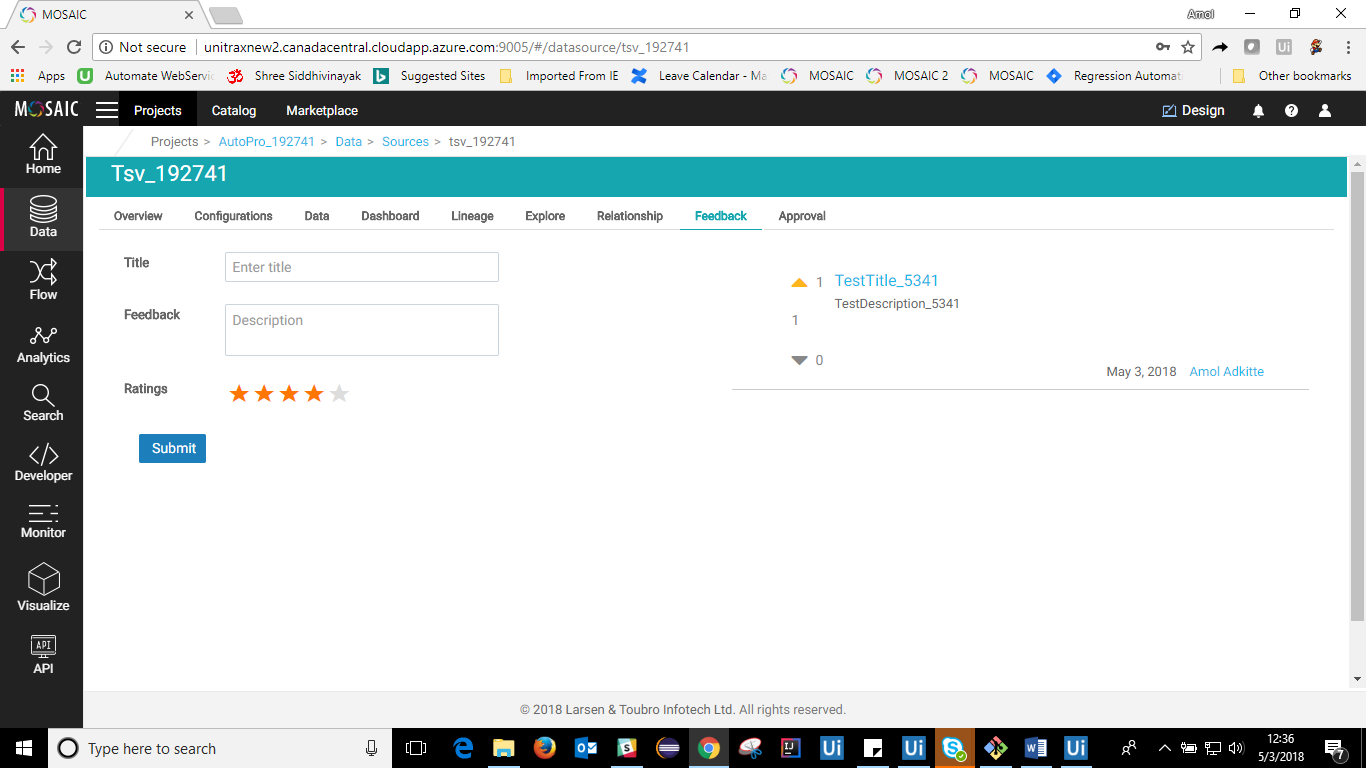 MOSAIC
Amol
Not secure unitraxnew2.canadacentral.cloudapp.azure.com:9005/#/datasource/tsv_192741
Apps Automate WebServic Shree Siddhivinayak Suggested Sites Imported From IE Leave Calendar - Ma MOSAIC MOSAIC 2 MOSAIC Regression Automat Other bookmarks
MOSAIC Projects Catalog Marketplace Design
Projects > AutoPro_192741 > Data > Sources > tsv_192741
Tsv_192741
Overview Configurations Data Dashboard Lineage Explore Relationship Feedback Approval
Home
Data
Flow
Analytics
Search
Developer
Monitor
Visualize
API
API
Title Enter title
Feedback Description
Ratings
Submit
1 TestTitle_5341
TestDescription_5341
1
0
May 3, 2018 Amol Adkitte
© 2018 Larsen & Toubro Infotech Ltd. All rights reserved.
Type here to search
12:36
5/3/2018
7